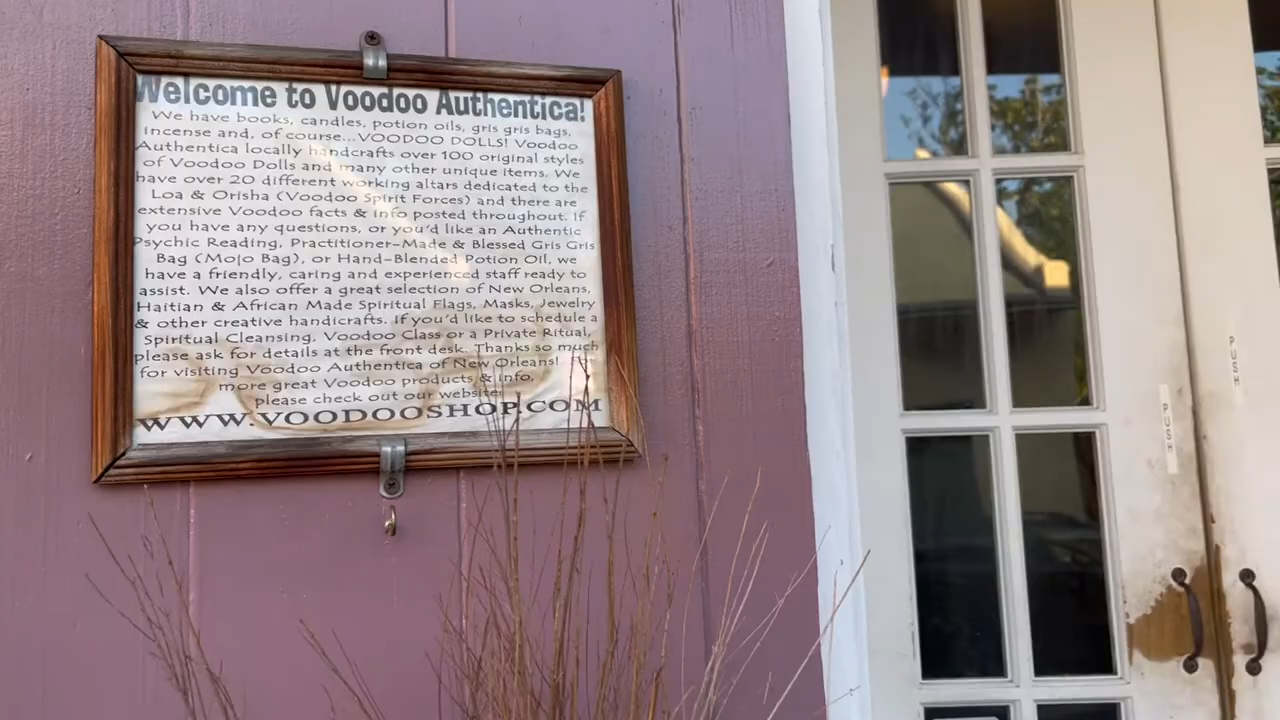 Welcome to Voodoo Authentica!
We have books, candles, potion oils, gris gris bags,
incense and, of course...VOODOO DOLLS! Voodoo
Authentica locally handcrafts over 100 original styles
of Voodoo Dolls and many other unique items. We
have over 20 different working altars dedicated to the
Loa & Orisha (Voodoo Spirit Forces) and there are
extensive Voodoo facts & info posted throughout. If
you have any questions, or you'd like an Authentic
Psychic Reading, Practitioner-Made & Blessed Gris Gris
Bag (Mojo Bag), or Hand-Blended Potion Oil, we
have a friendly, caring and experienced staff ready to
assist. We also offer a great selection of New Orleans,
Haitian & African Made Spiritual Flags, Masks, Jewelry
& other creative handicrafts. If you'd like to schedule a
Spiritual Cleansing, Voodoo Class or a Private Ritual,
please ask for details at the front desk. Thanks so much
for visiting Voodoo Authentica of New Orleans! For
more great Voodoo products & info,
please check out our website:
WWW.VOODOOSHOP.COM
PUSH
PUSH